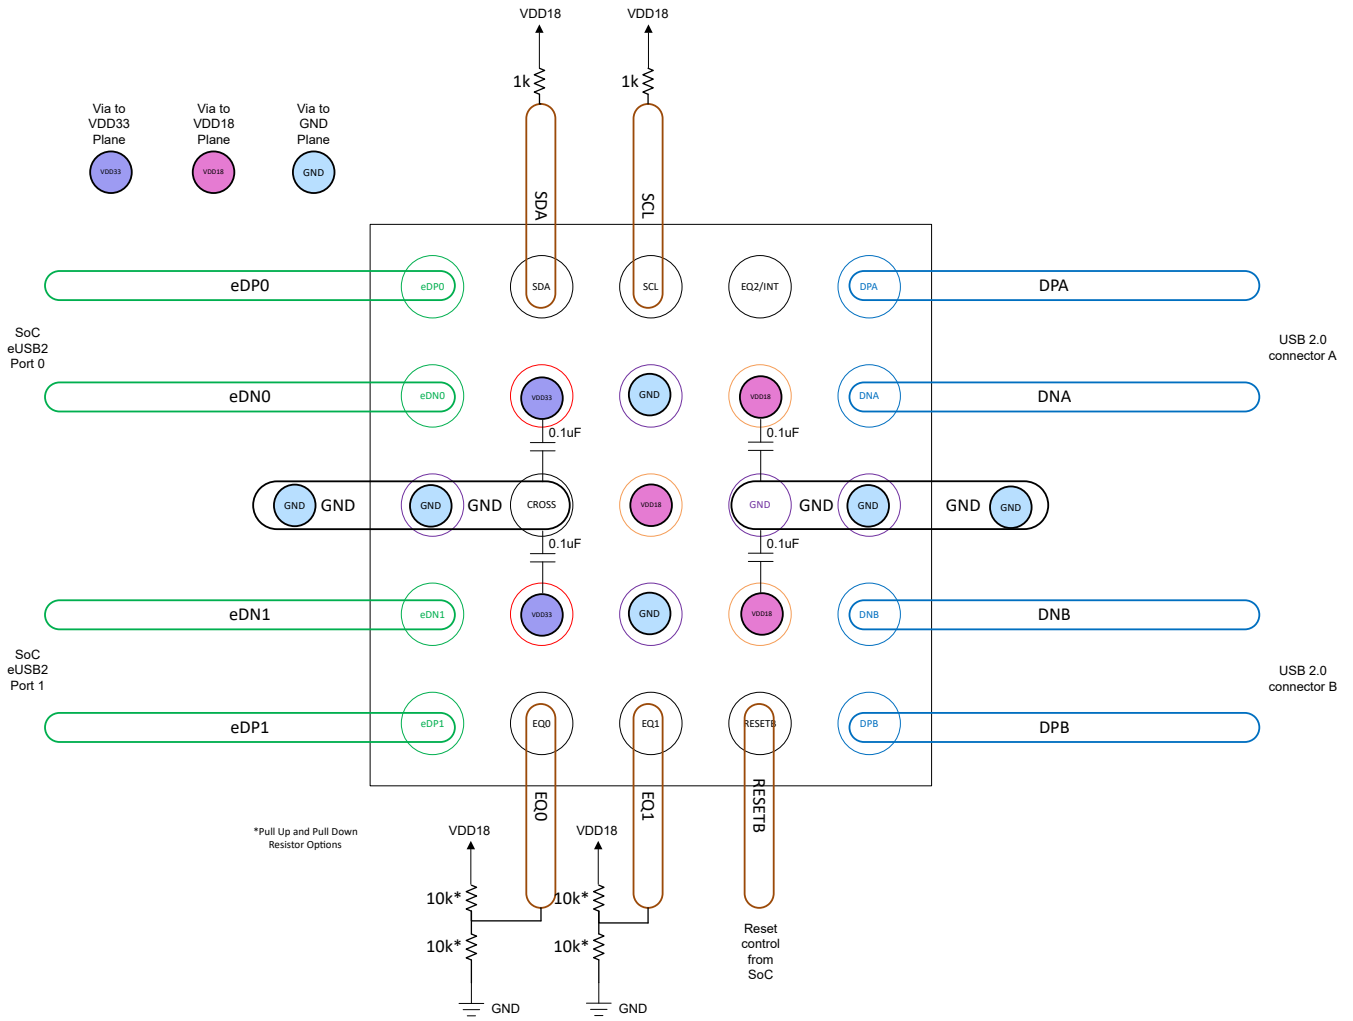 VDD18
VDD18
1k
1k
Via to
VDD33
Plane
Via to
VDD18
Plane
Via to
GND
Plane
VDD33
VDD18
GND
SDA
SCL
eDP0
eDP0
SDA
SCL
EQ2/INT
DPA
DPA
SoC
eUSB2
Port 0
USB 2.0
connector A
eDN0
eDN0
VDD33
GND
VDD18
DNA
DNA
0.1uF
0.1uF
GND
GND
GND
GND
CROSS
VDD18
GND
GND
GND
GND
GND
0.1uF
0.1uF
eDN1
eDN1
VDD33
GND
VDD18
DNB
DNB
SoC
eUSB2
Port 1
USB 2.0
connector B
eDP1
eDP1
EQ0
EQ1
RESETB
DPB
DPB
EQ0
EQ1
RESETB
*Pull Up and Pull Down
Resistor Options
VDD18
VDD18
10k*
10k*
10k*
10k*
Reset
control
from
SoC
GND
GND